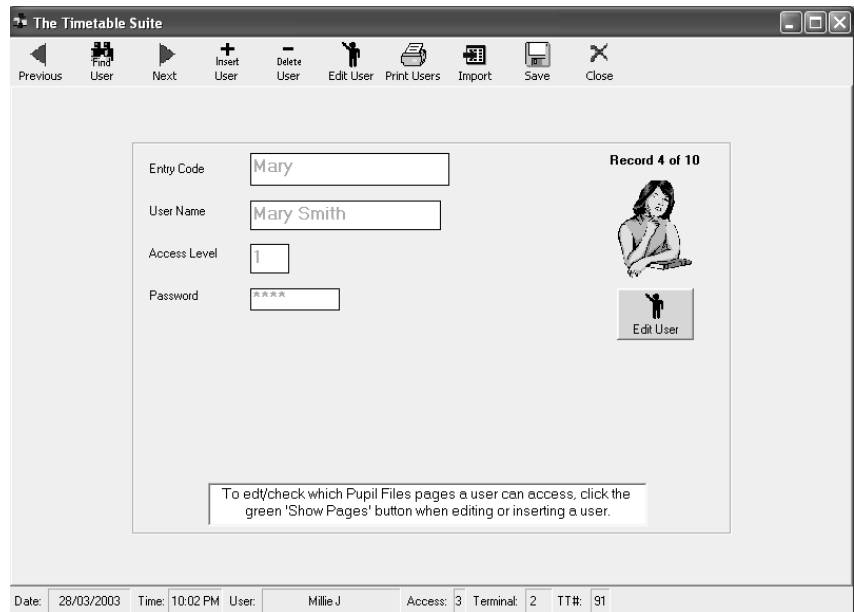 The Timetable Suite
Previous Find User Next Insert User Delete User Edit User Print Users Import Save Close
Record 4 of 10
Entry Code Mary
User Name Mary Smith
Access Level 1
Password ****
Edit User
To edt/check which Pupil Files pages a user can access, click the
green 'Show Pages' button when editing or inserting a user.
Date: 28/03/2003 Time: 10:02 PM User: Millie J Access: 3 Terminal: 2 TT#: 91